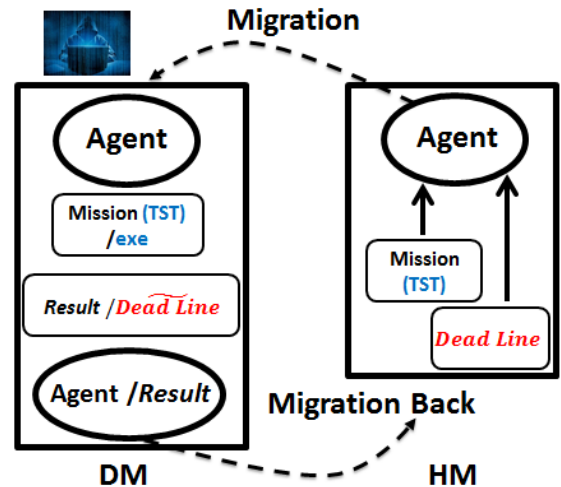 Migration
Agent
Mission (TST)
/exe
Result /Dead Line
Agent /Result
DM
Agent
Mission
(TST)
Dead Line
Migration Back
HM